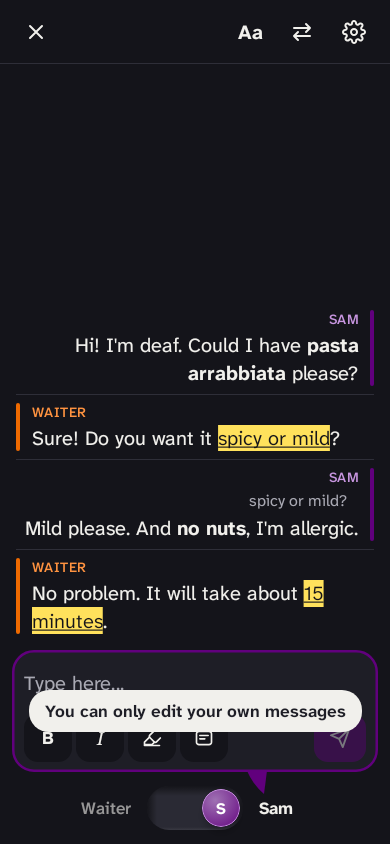 Aa
SAM
Hi! I'm deaf. Could I have pasta
arrabbiata please?
WAITER
Sure! Do you want it spicy or mild?
SAM
spicy or mild?
Mild please. And no nuts, I'm allergic.
WAITER
No problem. It will take about 15
minutes.
Type here...
You can only edit your own messages
B I
Waiter S Sam